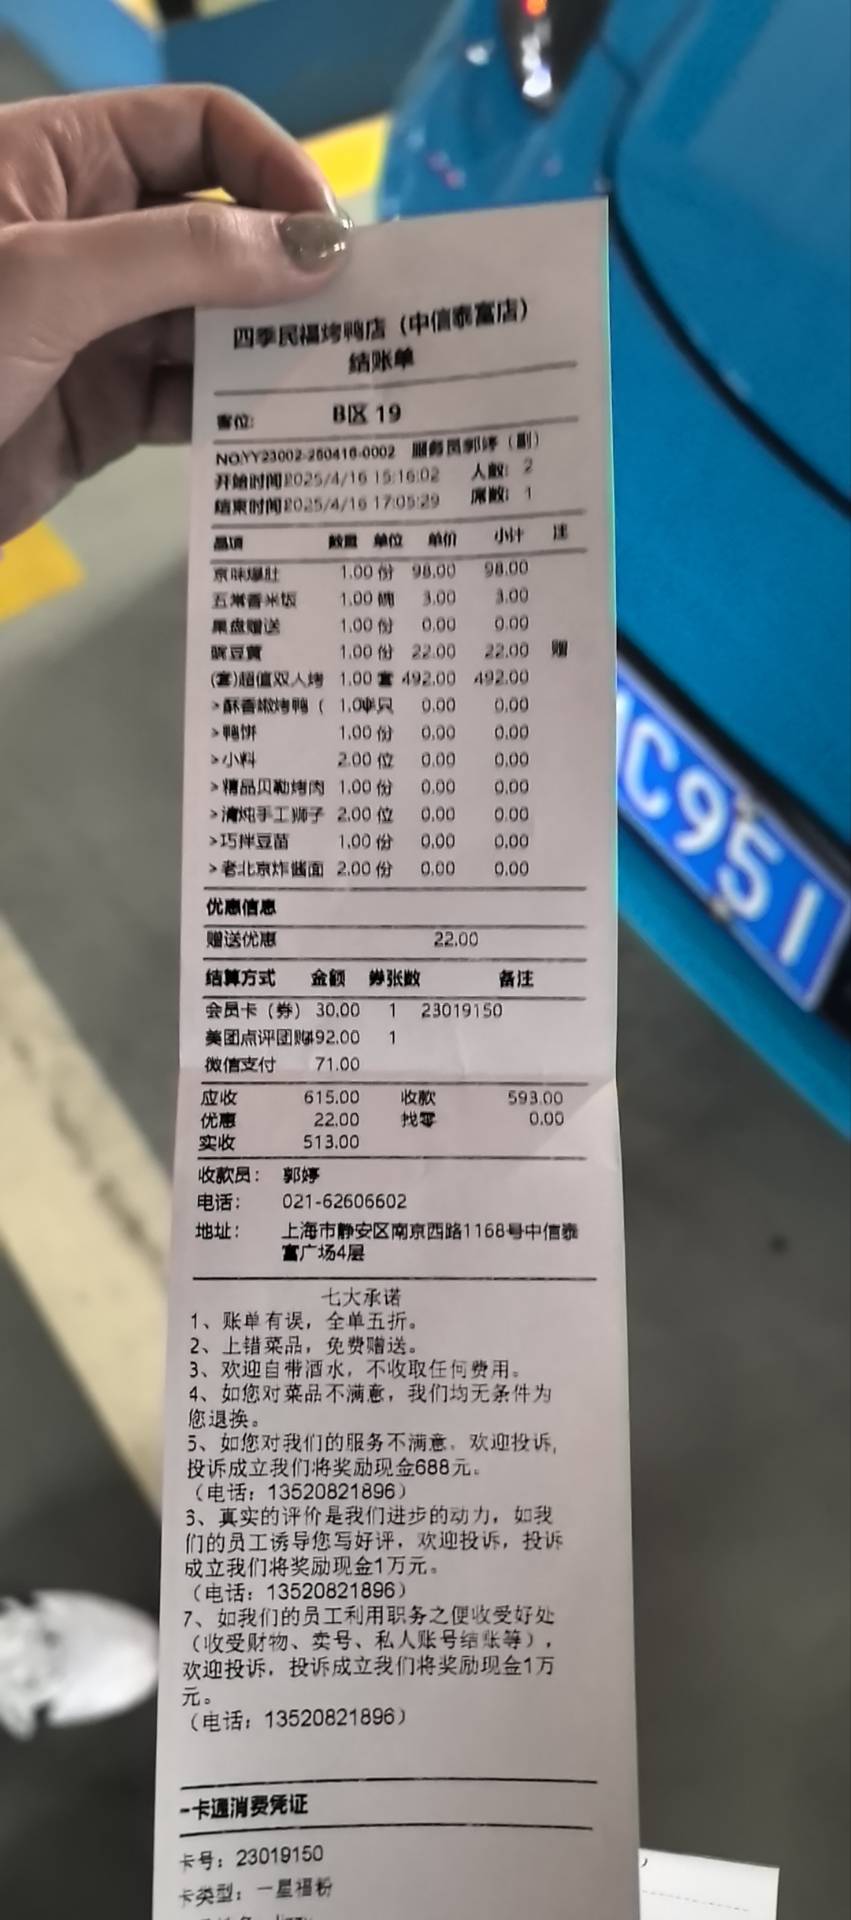 四季民福烤鸭店（中信泰富店）
结账单
客位: B区 19
NO.YY23002-250416-0002 服务员郭婷（副）
开始时间2025/4/16 15:16:02 人数: 2
结束时间2025/4/16 17:05:29 席数: 1
品项 数量 单位 单价 小计 注
京味爆肚 1.00 份 98.00 98.00
五常香米饭 1.00 碗 3.00 3.00
果盘赠送 1.00 份 0.00 0.00
豌豆黄 1.00 份 22.00 22.00 赠
(套)超值双人烤 1.00 套 492.00 492.00
>酥香嫩烤鸭（ 1.0半只 0.00 0.00
>鸭饼 1.00 份 0.00 0.00
>小料 2.00 位 0.00 0.00
>精品贝勒烤肉 1.00 份 0.00 0.00
>清炖手工狮子 2.00 位 0.00 0.00
>巧拌豆苗 1.00 份 0.00 0.00
>老北京炸酱面 2.00 份 0.00 0.00
优惠信息
赠送优惠 22.00
结算方式 金额 券张数 备注
会员卡（券） 30.00 1 23019150
美团点评团购492.00 1
微信支付 71.00
应收 615.00 收款 593.00
优惠 22.00 找零 0.00
实收 513.00
收款员: 郭婷
电话: 021-62606602
地址: 上海市静安区南京西路1168号中信泰
富广场4层
七大承诺
1、账单有误，全单五折。
2、上错菜品，免费赠送。
3、欢迎自带酒水，不收取任何费用。
4、如您对菜品不满意，我们均无条件为
您退换。
5、如您对我们的服务不满意，欢迎投诉，
投诉成立我们将奖励现金688元。
（电话：13520821896）
3、真实的评价是我们进步的动力，如我
们的员工诱导您写好评，欢迎投诉，投诉
成立我们将奖励现金1万元。
（电话：13520821896）
7、如我们的员工利用职务之便收受好处
（收受财物、卖号、私人账号结账等），
欢迎投诉，投诉成立我们将奖励现金1万
元。
（电话：13520821896）
一卡通消费凭证
卡号：23019150
卡类型：一星福粉
C951